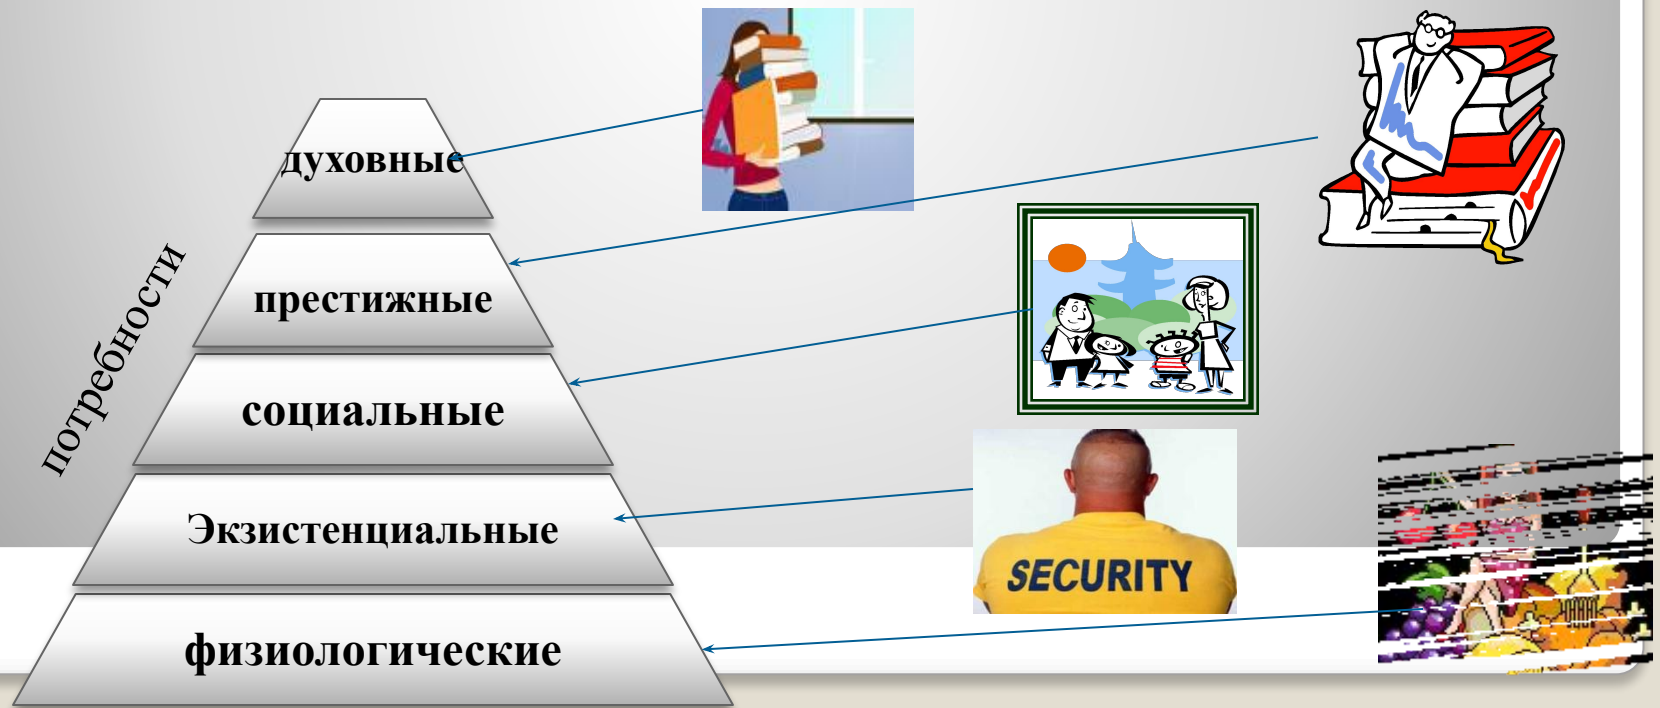 духовные
престижные
потребности
социальные
Экзистенциальные
SECURITY
физиологические